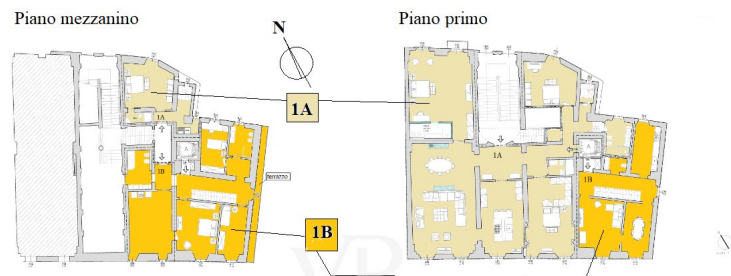 Piano mezzanino
Piano primo
N
1A
1A
1A
1B
terrazzo
1B
1B